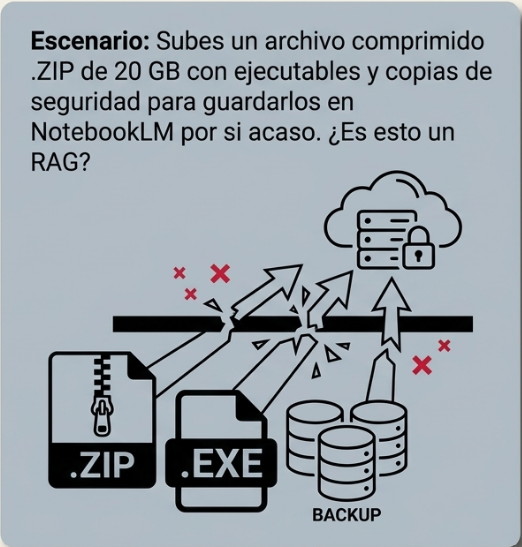 Escenario: Subes un archivo comprimido
.ZIP de 20 GB con ejecutables y copias de
seguridad para guardarlos en
NotebookLM por si acaso. ¿Es esto un
RAG?
.ZIP
.EXE
BACKUP